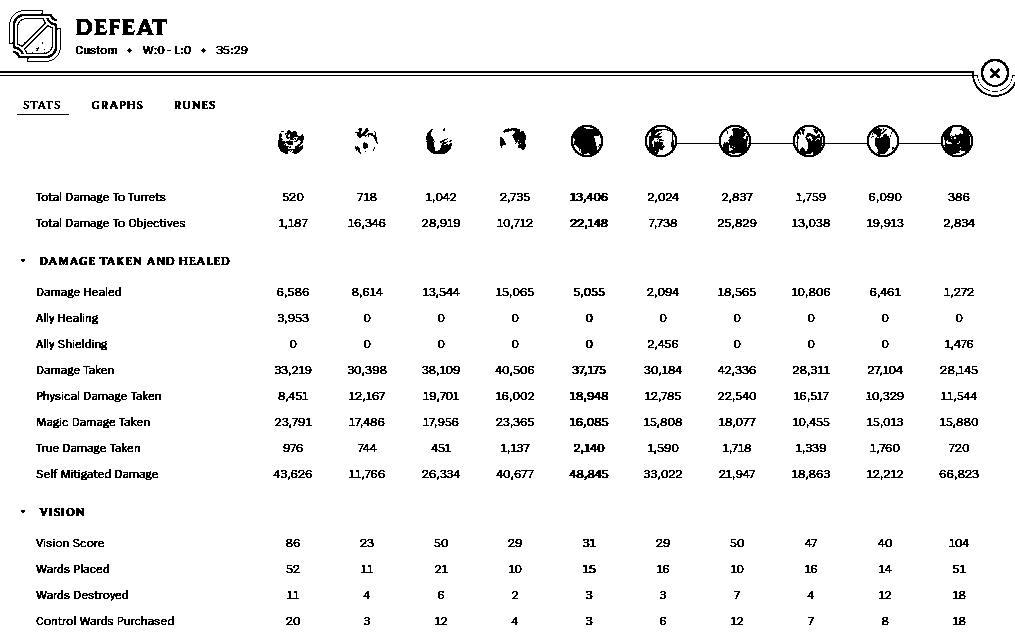 DEFEAT
Custom • W:0 - L:0 • 35:29
STATS GRAPHS RUNES
Total Damage To Turrets 520 718 1,042 2,735 13,406 2,024 2,837 1,759 6,090 386
Total Damage To Objectives 1,187 16,346 28,919 10,712 22,148 7,738 25,829 13,038 19,913 2,834
DAMAGE TAKEN AND HEALED
Damage Healed 6,586 8,614 13,544 15,065 5,055 2,094 18,565 10,806 6,461 1,272
Ally Healing 3,953 0 0 0 0 0 0 0 0 0
Ally Shielding 0 0 0 0 0 2,456 0 0 0 1,476
Damage Taken 33,219 30,398 38,109 40,506 37,175 30,184 42,336 28,311 27,104 28,145
Physical Damage Taken 8,451 12,167 19,701 16,002 18,948 12,785 22,540 16,517 10,329 11,544
Magic Damage Taken 23,791 17,486 17,956 23,365 16,085 15,808 18,077 10,455 15,013 15,880
True Damage Taken 976 744 451 1,137 2,140 1,590 1,718 1,339 1,760 720
Self Mitigated Damage 43,626 11,766 26,334 40,677 48,845 33,022 21,947 18,863 12,212 66,823
VISION
Vision Score 86 23 50 29 31 29 50 47 40 104
Wards Placed 52 11 21 10 15 16 10 16 14 51
Wards Destroyed 11 4 6 2 3 3 7 4 12 18
Control Wards Purchased 20 3 12 4 3 6 12 7 8 18